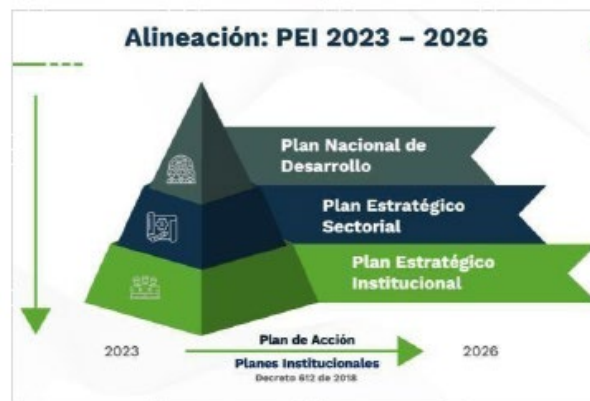 Alineación: PEI 2023 – 2026
Plan Nacional de
Desarrollo
Plan Estratégico
Sectorial
Plan Estratégico
Institucional
2023
Plan de Acción
2026
Planes Institucionales
Decreto 612 de 2018